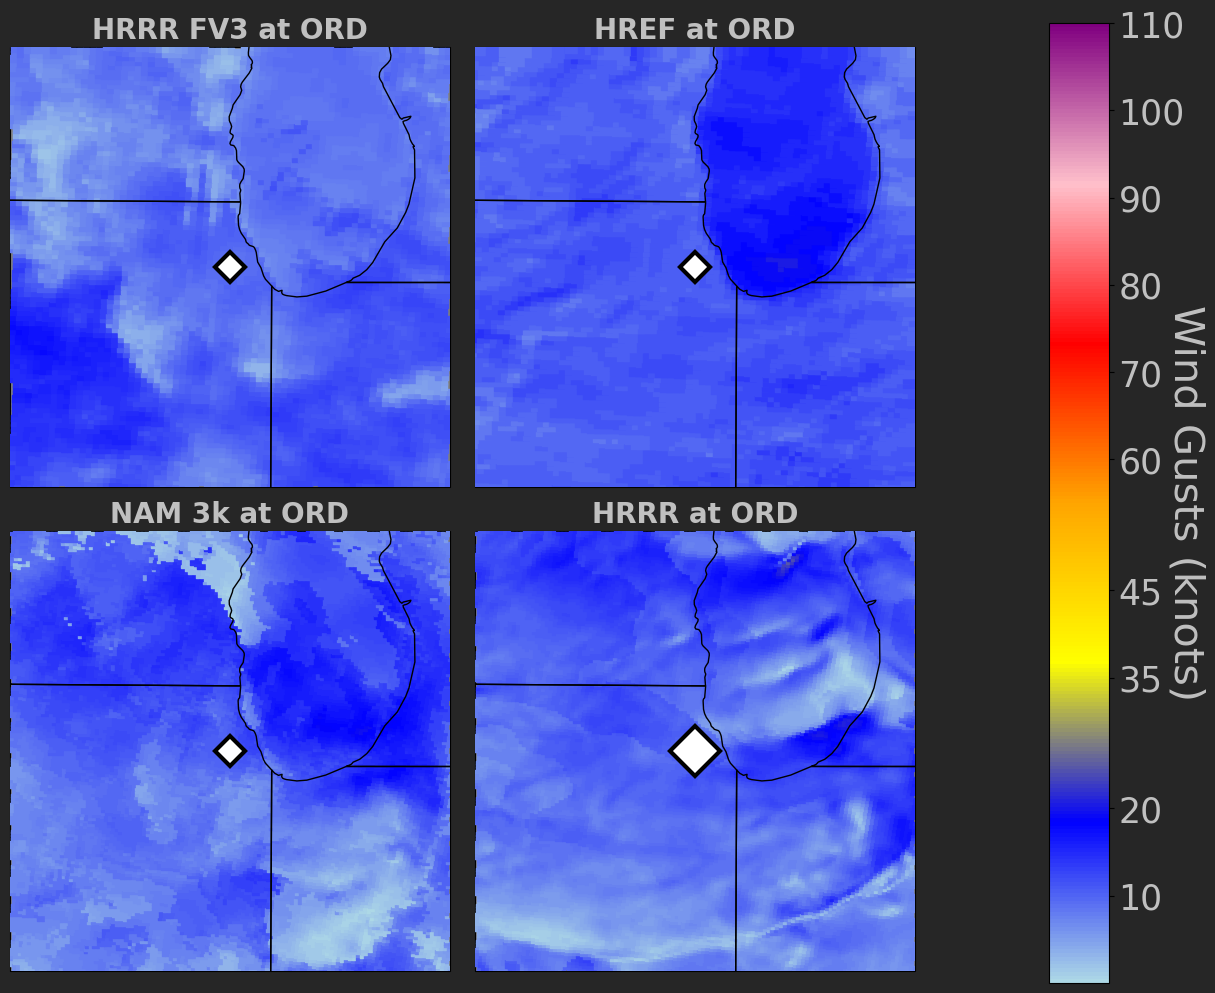 HRRR FV3 at ORD
HREF at ORD
NAM 3k at ORD
HRRR at ORD
110
100
90
80
70
60
45
35
20
10
Wind Gusts (knots)